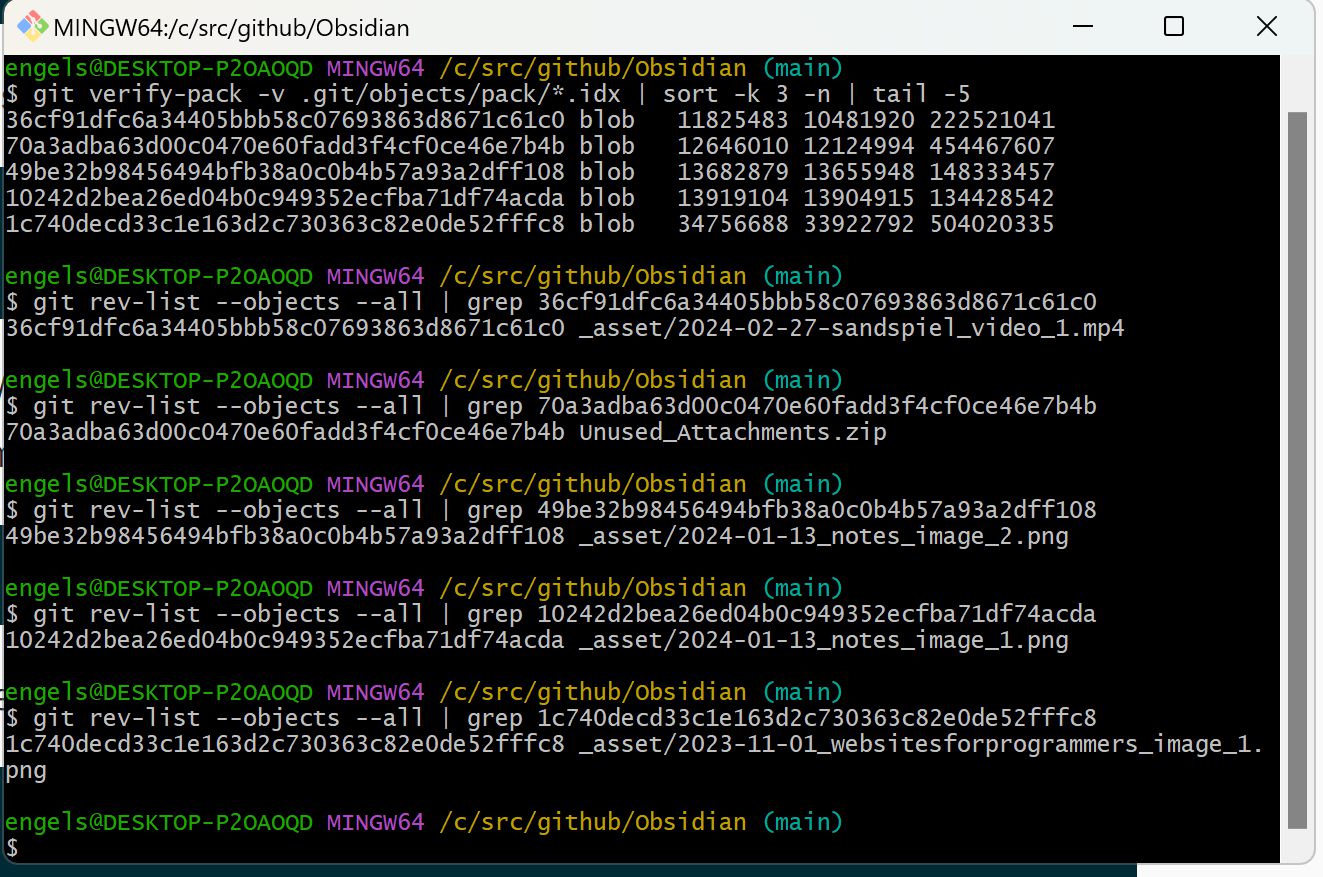 MINGW64:/c/src/github/Obsidian
engels@DESKTOP-P2OAOQD MINGW64 /c/src/github/Obsidian (main)
$ git verify-pack -v .git/objects/pack/*.idx | sort -k 3 -n | tail -5
36cf91dfc6a34405bbb58c07693863d8671c61c0 blob   11825483 10481920 222521041
70a3adba63d00c0470e60fadd3f4cf0ce46e7b4b blob   12646010 12124994 454467607
49be32b98456494bfb38a0c0b4b57a93a2dff108 blob   13682879 13655948 148333457
10242d2bea26ed04b0c949352ecfba71df74acda blob   13919104 13904915 134428542
1c740decd33c1e163d2c730363c82e0de52fffc8 blob   34756688 33922792 504020335
engels@DESKTOP-P2OAOQD MINGW64 /c/src/github/Obsidian (main)
$ git rev-list --objects --all | grep 36cf91dfc6a34405bbb58c07693863d8671c61c0
36cf91dfc6a34405bbb58c07693863d8671c61c0 _asset/2024-02-27-sandspiel_video_1.mp4
engels@DESKTOP-P2OAOQD MINGW64 /c/src/github/Obsidian (main)
$ git rev-list --objects --all | grep 70a3adba63d00c0470e60fadd3f4cf0ce46e7b4b
70a3adba63d00c0470e60fadd3f4cf0ce46e7b4b Unused_Attachments.zip
engels@DESKTOP-P2OAOQD MINGW64 /c/src/github/Obsidian (main)
$ git rev-list --objects --all | grep 49be32b98456494bfb38a0c0b4b57a93a2dff108
49be32b98456494bfb38a0c0b4b57a93a2dff108 _asset/2024-01-13_notes_image_2.png
engels@DESKTOP-P2OAOQD MINGW64 /c/src/github/Obsidian (main)
$ git rev-list --objects --all | grep 10242d2bea26ed04b0c949352ecfba71df74acda
10242d2bea26ed04b0c949352ecfba71df74acda _asset/2024-01-13_notes_image_1.png
engels@DESKTOP-P2OAOQD MINGW64 /c/src/github/Obsidian (main)
$ git rev-list --objects --all | grep 1c740decd33c1e163d2c730363c82e0de52fffc8
1c740decd33c1e163d2c730363c82e0de52fffc8 _asset/2023-11-01_websitesforprogrammers_image_1.
png
engels@DESKTOP-P2OAOQD MINGW64 /c/src/github/Obsidian (main)
$